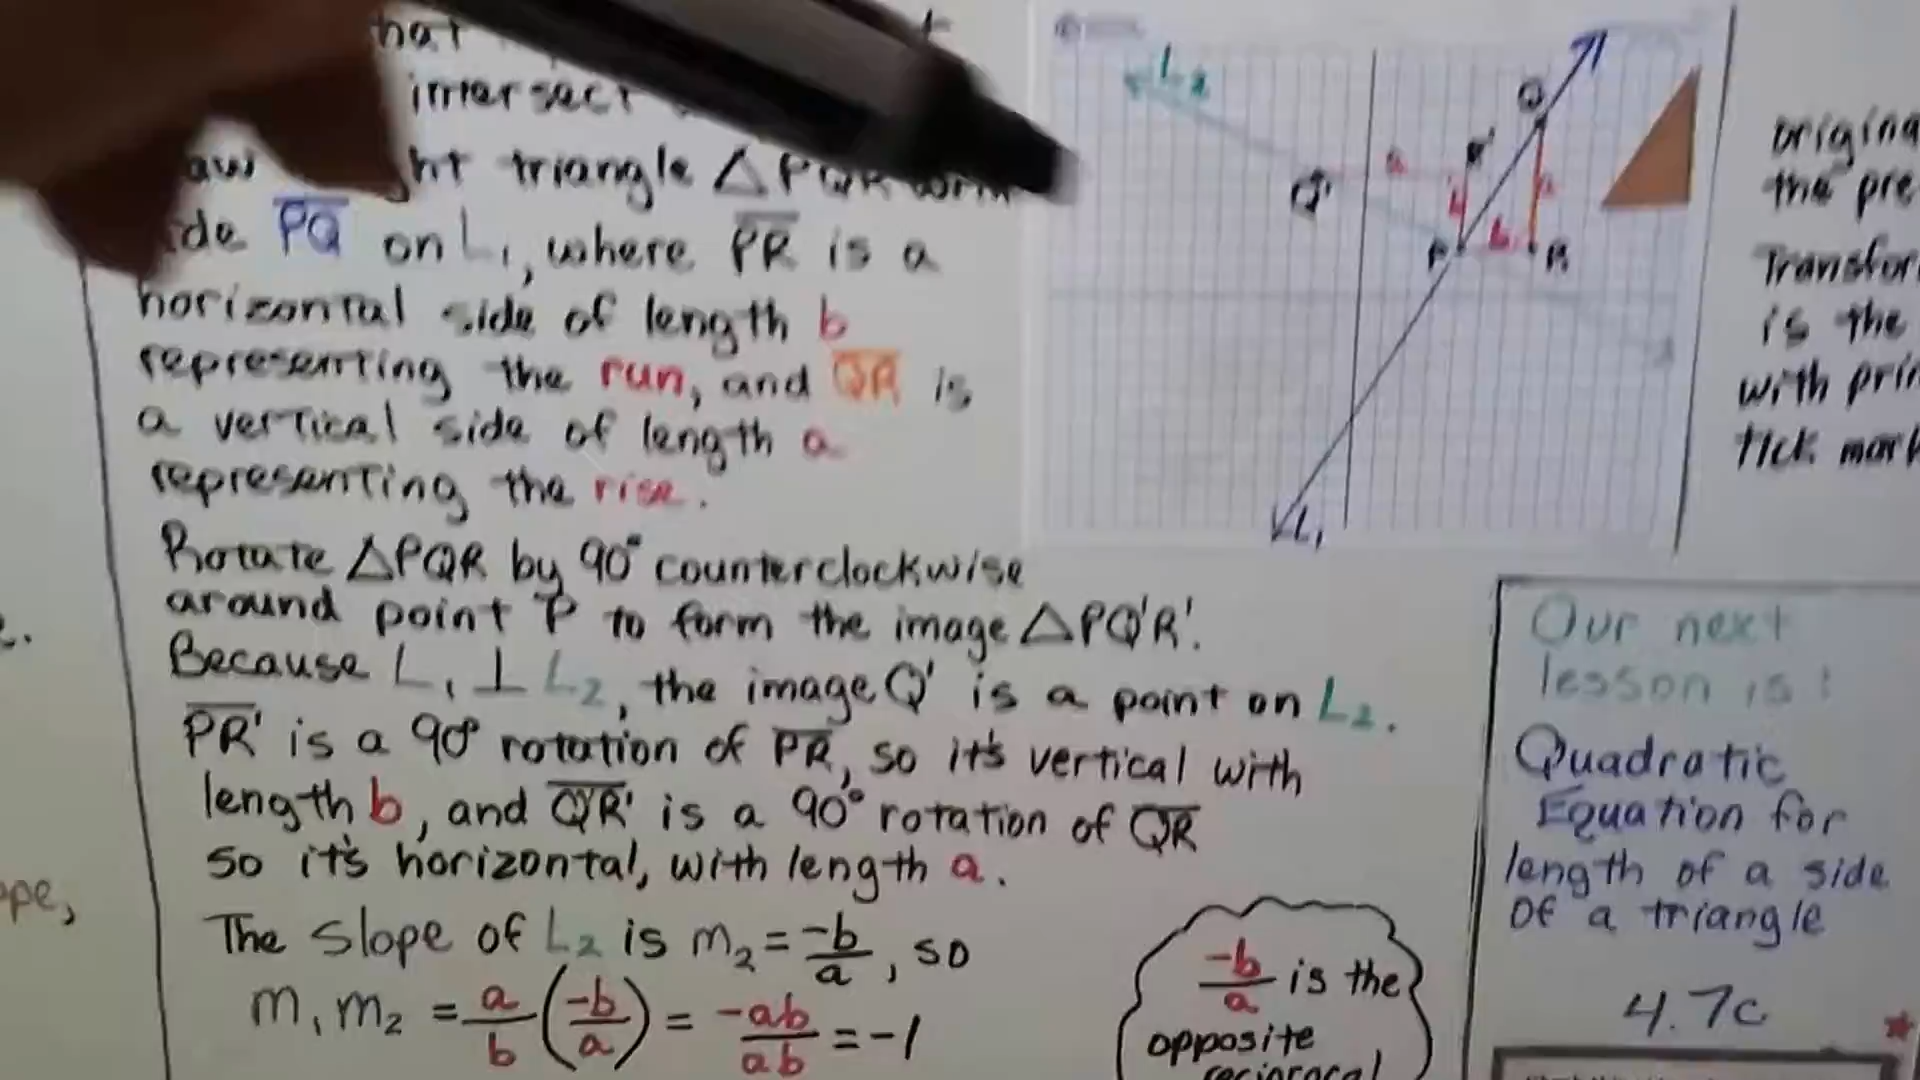 hat
intersect
ht triangle △PQR with
de PQ on L₁, where PR is a
horizontal side of length b
representing the run, and QR is
a vertical side of length a
representing the rise.
Rotate △PQR by 90° counterclockwise
around point P to form the image △PQ'R'.
Because L₁ ⊥ L₂, the image Q' is a point on L₂.
PR' is a 90° rotation of PR, so it's vertical with
length b, and Q'R' is a 90° rotation of QR
so it's horizontal, with length a.
The slope of L₂ is m₂ = -b/a, so
m₁m₂ = a/b (-b/a) = -ab/ab = -1
L₂
Q
R'
Q'
a
b
P
b
R
L₁
-b/a is the
opposite
reciprocal
origina
the pre
Transfor
is the
with prim
tick mark
Our next
lesson is:
Quadratic
Equation for
length of a side
of a triangle
4.7c
ope,